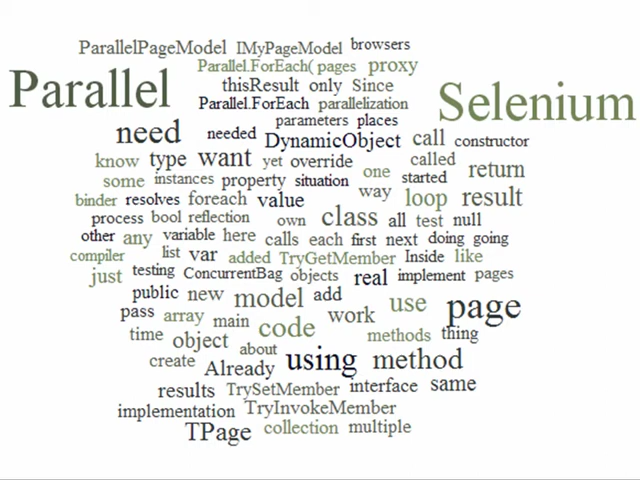 ParallelPageModel IMyPageModel browsers
Parallel.ForEach( pages proxy
Parallel thisResult only Since Selenium
Parallel.ForEach parallelization
parameters places
need needed DynamicObject call constructor
know type want yet override one called return
some instances property situation way started
binder resolves foreach value loop result
process bool reflection own class all test null
other any variable here calls each first next doing going
compiler list var added TryGetMember Inside like
just testing ConcurrentBag objects real implement pages
public new model add use page
pass array main code work methods thing
time object about using method
create Already
results TrySetMember interface same
implementation TryInvokeMember
TPage collection multiple